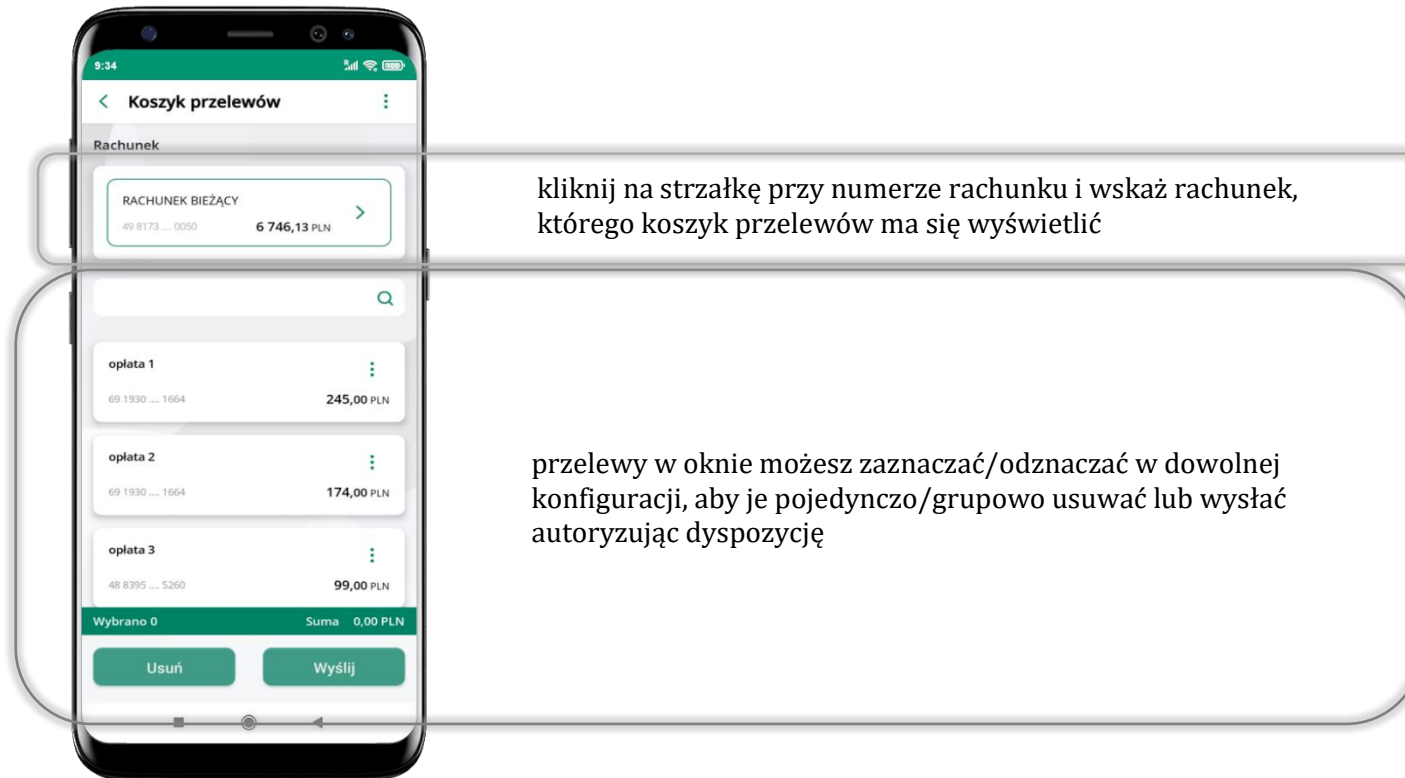 9:34
Koszyk przelewów
Rachunek
RACHUNEK BIEŻĄCY
49 8173 .... 0050 6 746,13 PLN
kliknij na strzałkę przy numerze rachunku i wskaż rachunek,
którego koszyk przelewów ma się wyświetlić
opłata 1
69 1930 .... 1664 245,00 PLN
opłata 2
69 1930 .... 1664 174,00 PLN
opłata 3
48 8395 .... 5260 99,00 PLN
Wybrano 0 Suma 0,00 PLN
Usuń Wyślij
przelewy w oknie możesz zaznaczać/odznaczać w dowolnej
konfiguracji, aby je pojedynczo/grupowo usuwać lub wysłać
autoryzując dyspozycję